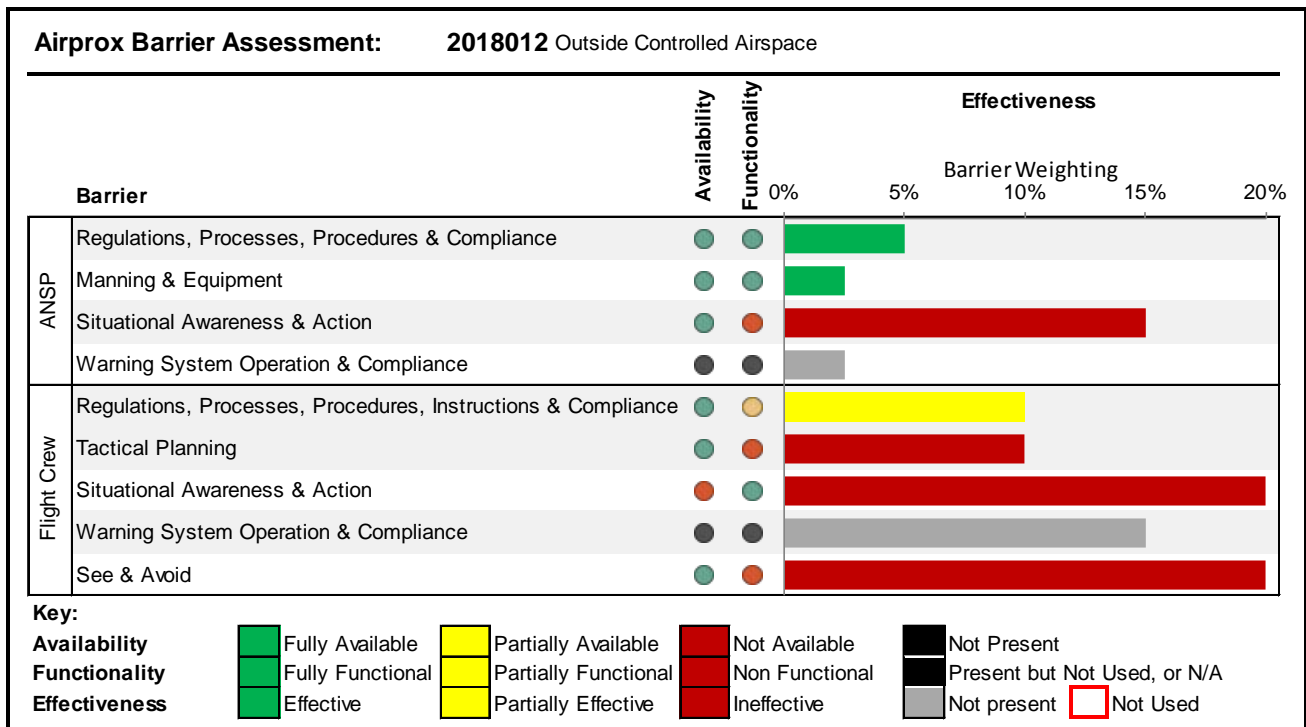 Airprox Barrier Assessment: 2018012 Outside Controlled Airspace
Barrier
Availability
Functionality
Effectiveness
Barrier Weighting
0% 5% 10% 15% 20%
ANSP
Regulations, Processes, Procedures & Compliance
Manning & Equipment
Situational Awareness & Action
Warning System Operation & Compliance
Flight Crew
Regulations, Processes, Procedures, Instructions & Compliance
Tactical Planning
Situational Awareness & Action
Warning System Operation & Compliance
See & Avoid
Key:
Availability Fully Available Partially Available Not Available Not Present
Functionality Fully Functional Partially Functional Non Functional Present but Not Used, or N/A
Effectiveness Effective Partially Effective Ineffective Not present Not Used